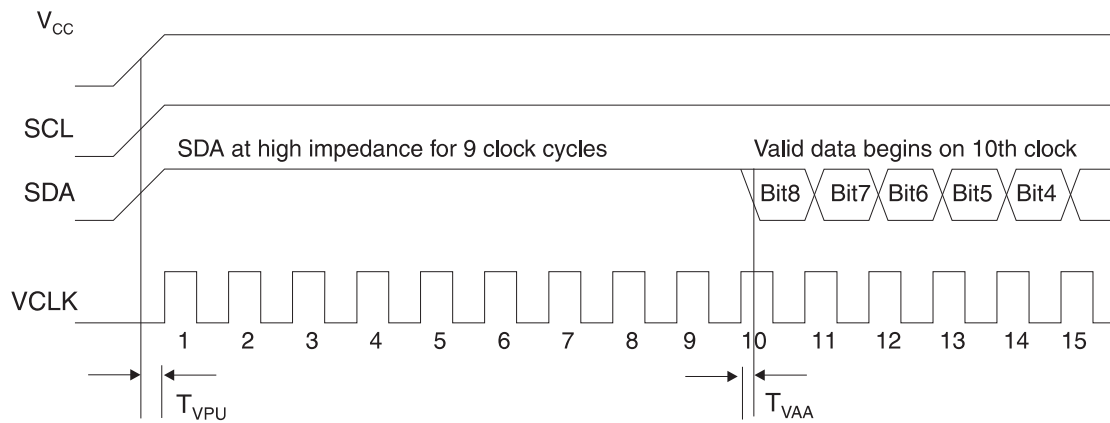 VCC
SCL
SDA at high impedance for 9 clock cycles
Valid data begins on 10th clock
SDA
Bit8 Bit7 Bit6 Bit5 Bit4
VCLK
1 2 3 4 5 6 7 8 9 10 11 12 13 14 15
TVPU
TVAA